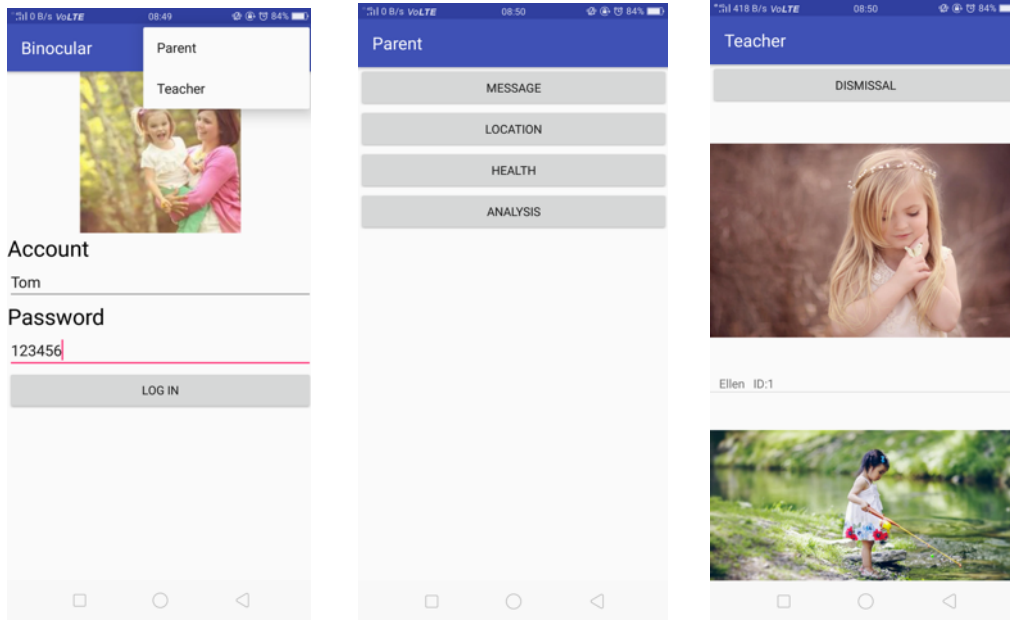 0 B/s VoLTE 08:49 84%
Binocular
Parent
Teacher
Account
Tom
Password
123456
LOG IN
0 B/s VoLTE 08:50 84%
Parent
MESSAGE
LOCATION
HEALTH
ANALYSIS
418 B/s VoLTE 08:50 84%
Teacher
DISMISSAL
Ellen ID:1